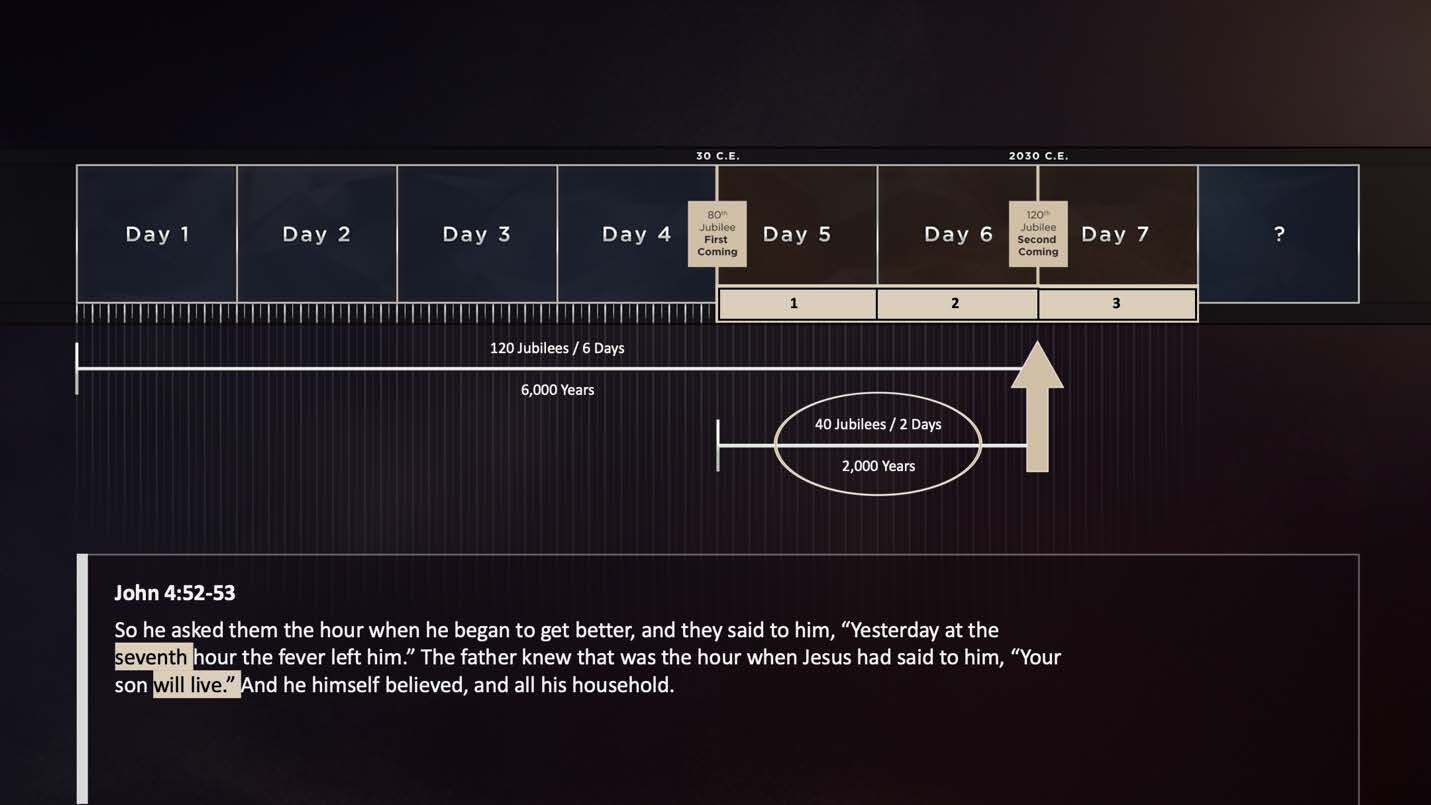 30 C.E.
2030 C.E.
Day 1
Day 2
Day 3
Day 4
80th
Jubilee
First
Coming
Day 5
Day 6
120th
Jubilee
Second
Coming
Day 7
?
1
2
3
120 Jubilees / 6 Days
6,000 Years
40 Jubilees / 2 Days
2,000 Years
John 4:52-53
So he asked them the hour when he began to get better, and they said to him, “Yesterday at the
seventh hour the fever left him.” The father knew that was the hour when Jesus had said to him, “Your
son will live.” And he himself believed, and all his household.